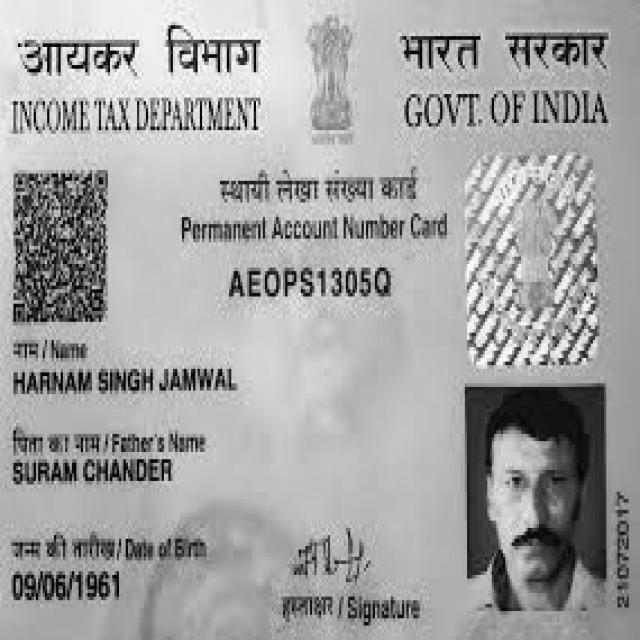 आयकर विभाग
INCOME TAX DEPARTMENT
भारत सरकार
GOVT. OF INDIA
स्थायी लेखा संख्या कार्ड
Permanent Account Number Card
AEOPS1305Q
नाम / Name
HARNAM SINGH JAMWAL
पिता का नाम / Father's Name
SURAM CHANDER
जन्म की तारीख / Date of Birth
09/06/1961
हस्ताक्षर / Signature
21072017